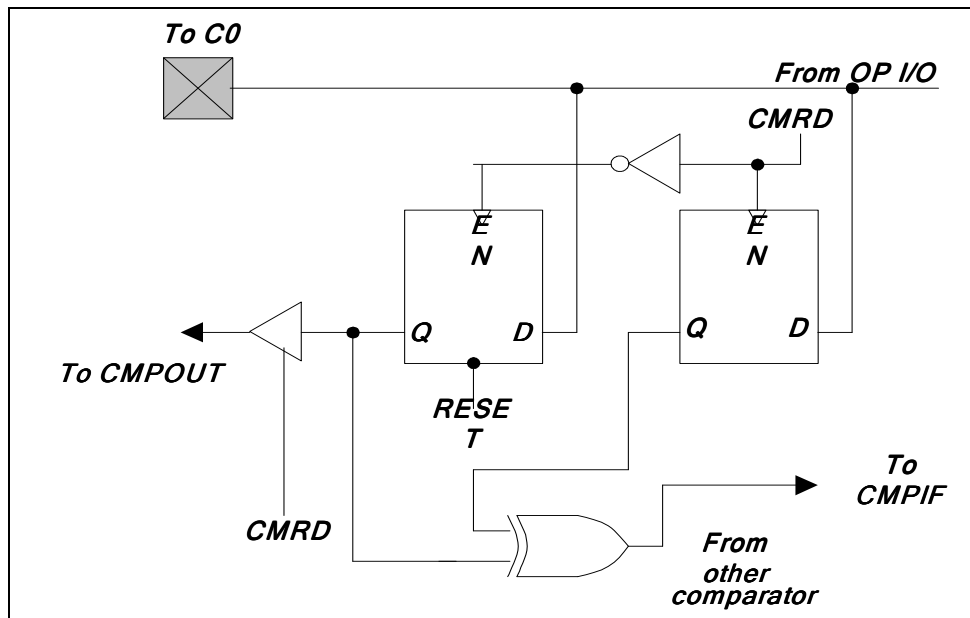 To C0
From OP I/O
CMRD
E
N
E
N
Q
D
Q
D
To CMPOUT
RESE
T
CMRD
To
CMPIF
From
other
comparator